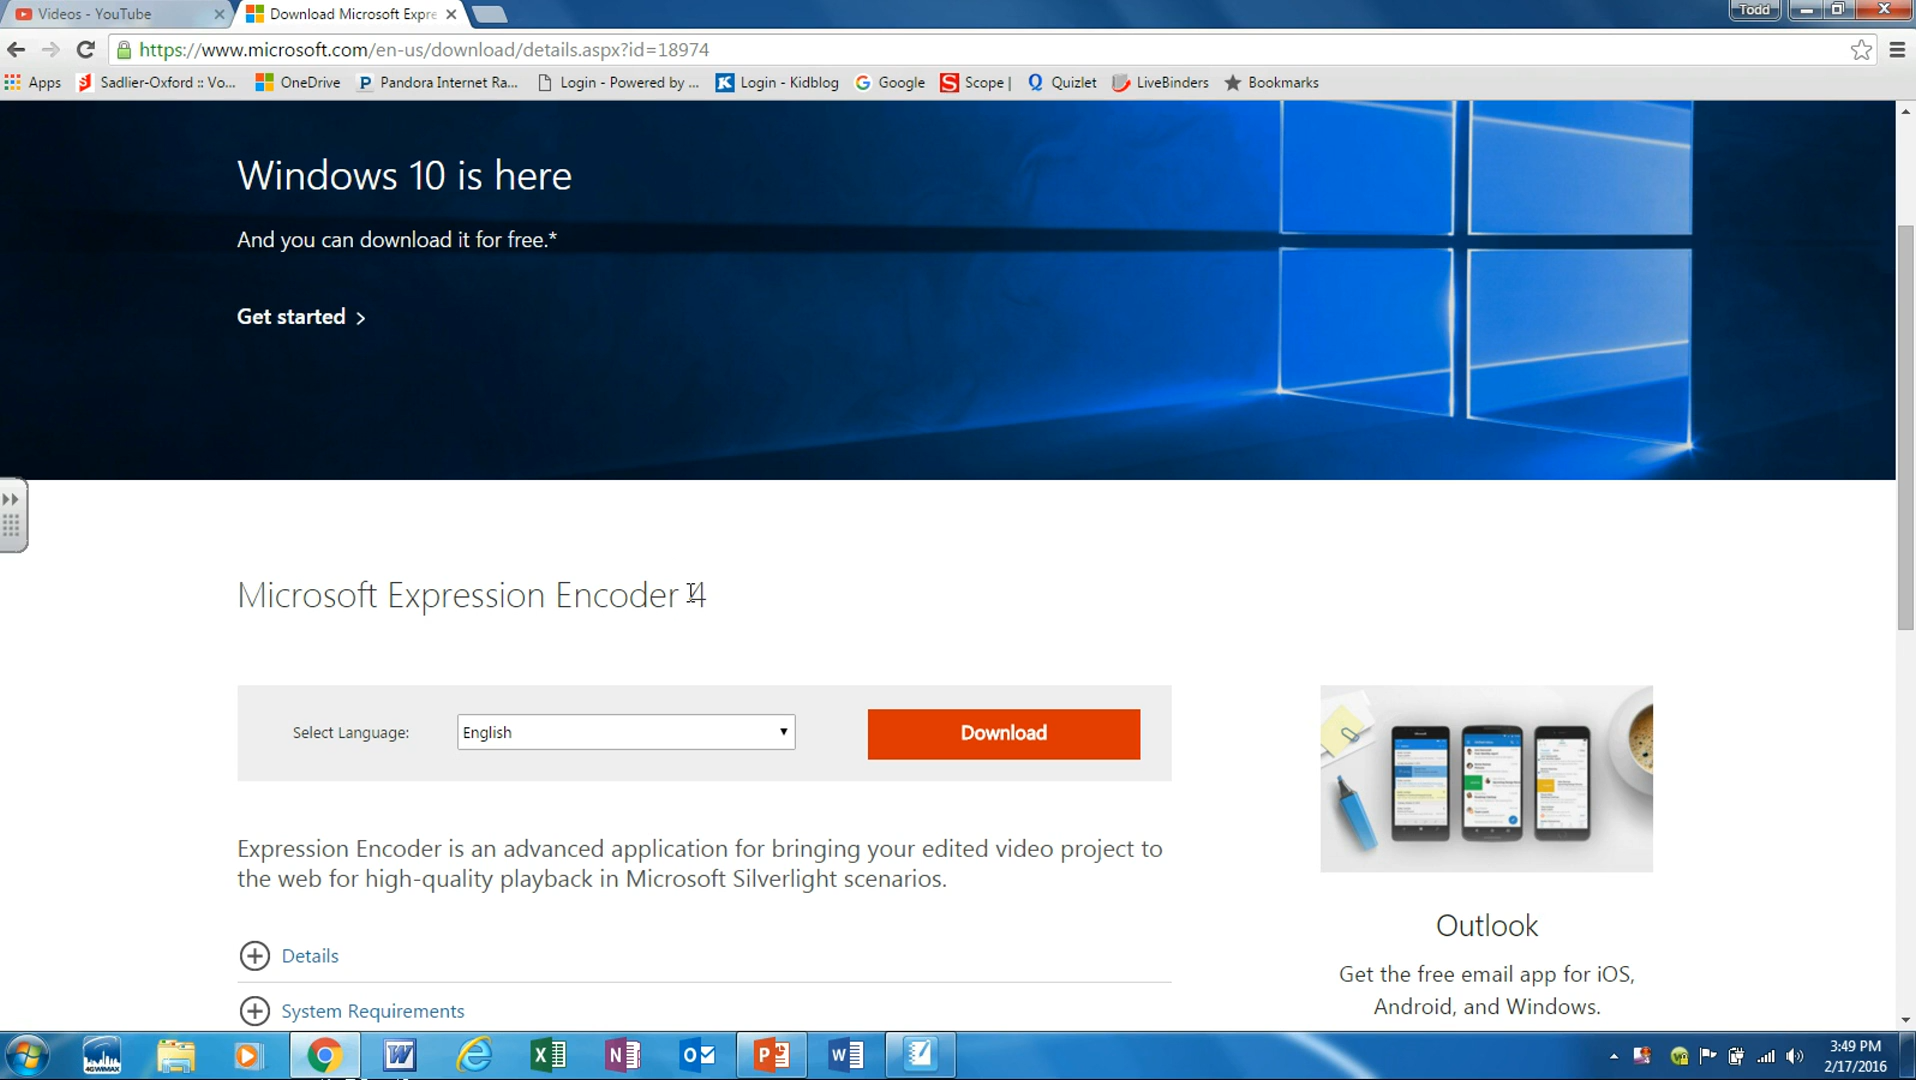 Videos - YouTube
Download Microsoft Expre
Todd
https://www.microsoft.com/en-us/download/details.aspx?id=18974
Apps
Sadlier-Oxford :: Vo...
OneDrive
Pandora Internet Ra...
Login - Powered by ...
Login - Kidblog
Google
Scope |
Quizlet
LiveBinders
Bookmarks
Windows 10 is here
And you can download it for free.*
Get started >
Microsoft Expression Encoder 4
Select Language:
English
Download
Expression Encoder is an advanced application for bringing your edited video project to
the web for high-quality playback in Microsoft Silverlight scenarios.
Details
System Requirements
Outlook
Get the free email app for iOS,
Android, and Windows.
4GWIMAX
3:49 PM
2/17/2016